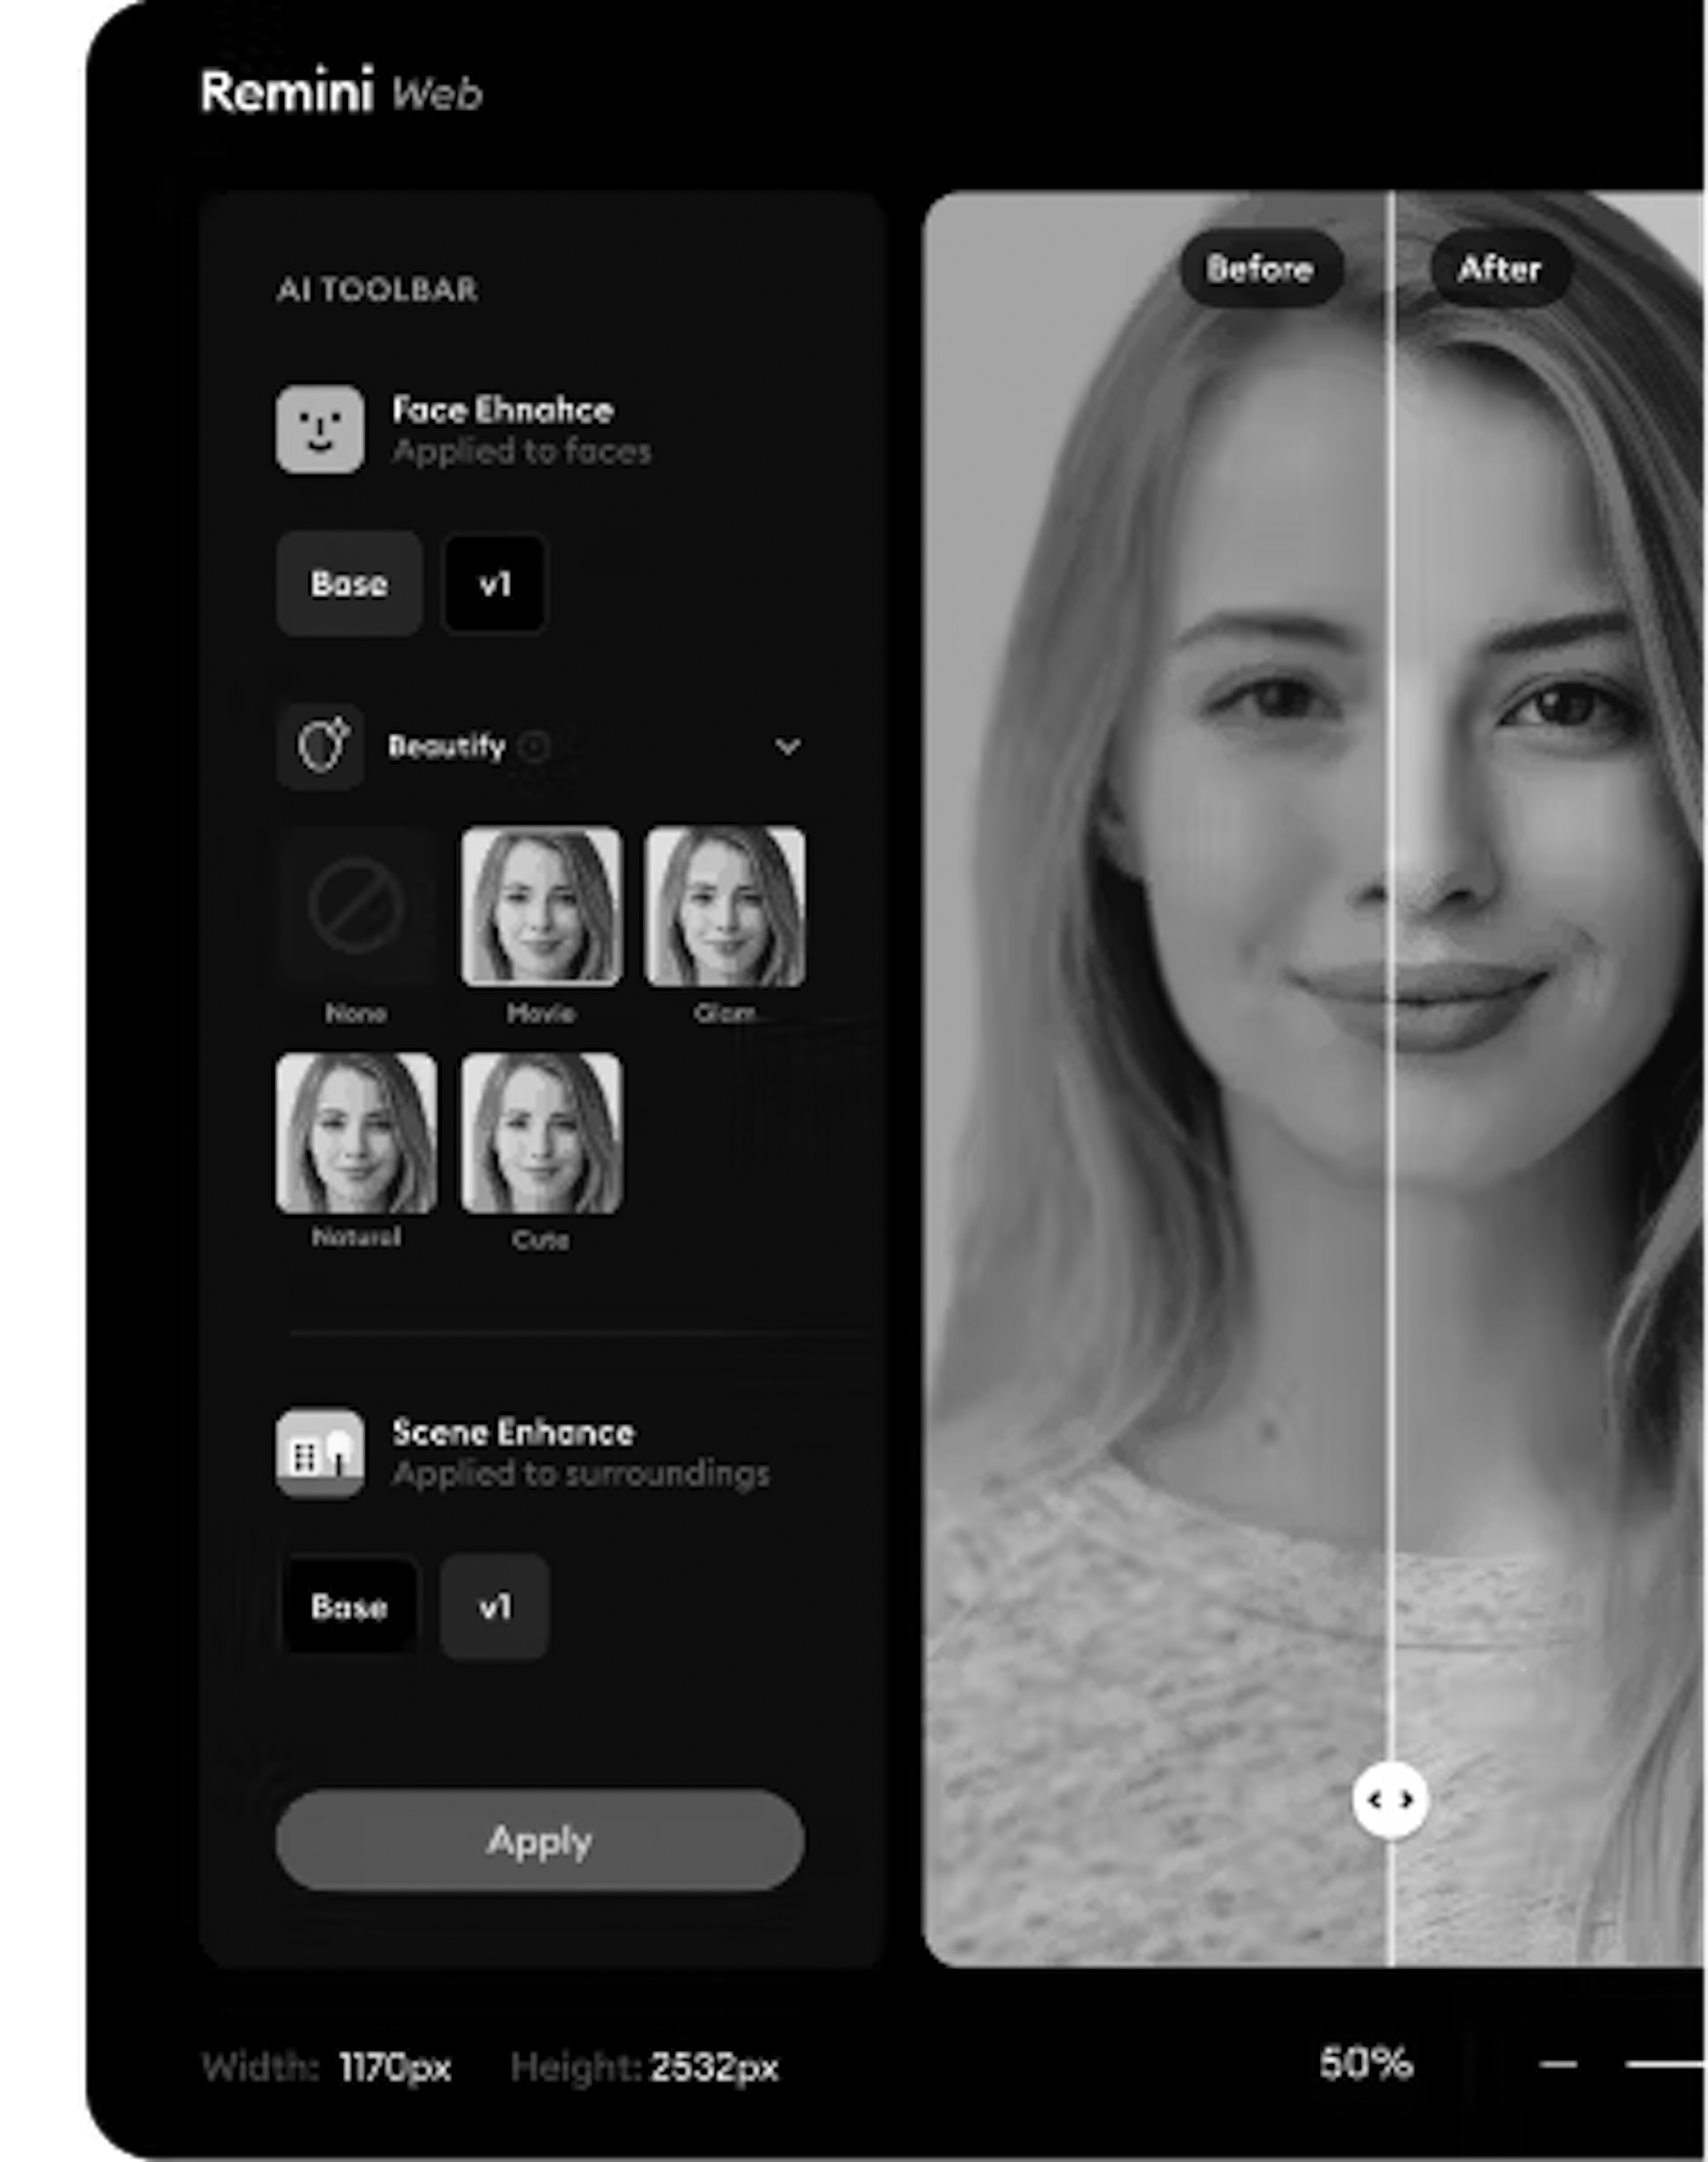 Remini Web
AI TOOLBAR
Face Ehnahce
Applied to faces
Base v1
Beautify
None Movie Glam
Natural Cute
Scene Enhance
Applied to surroundings
Base v1
Apply
Before After
Width: 1170px Height: 2532px
50%